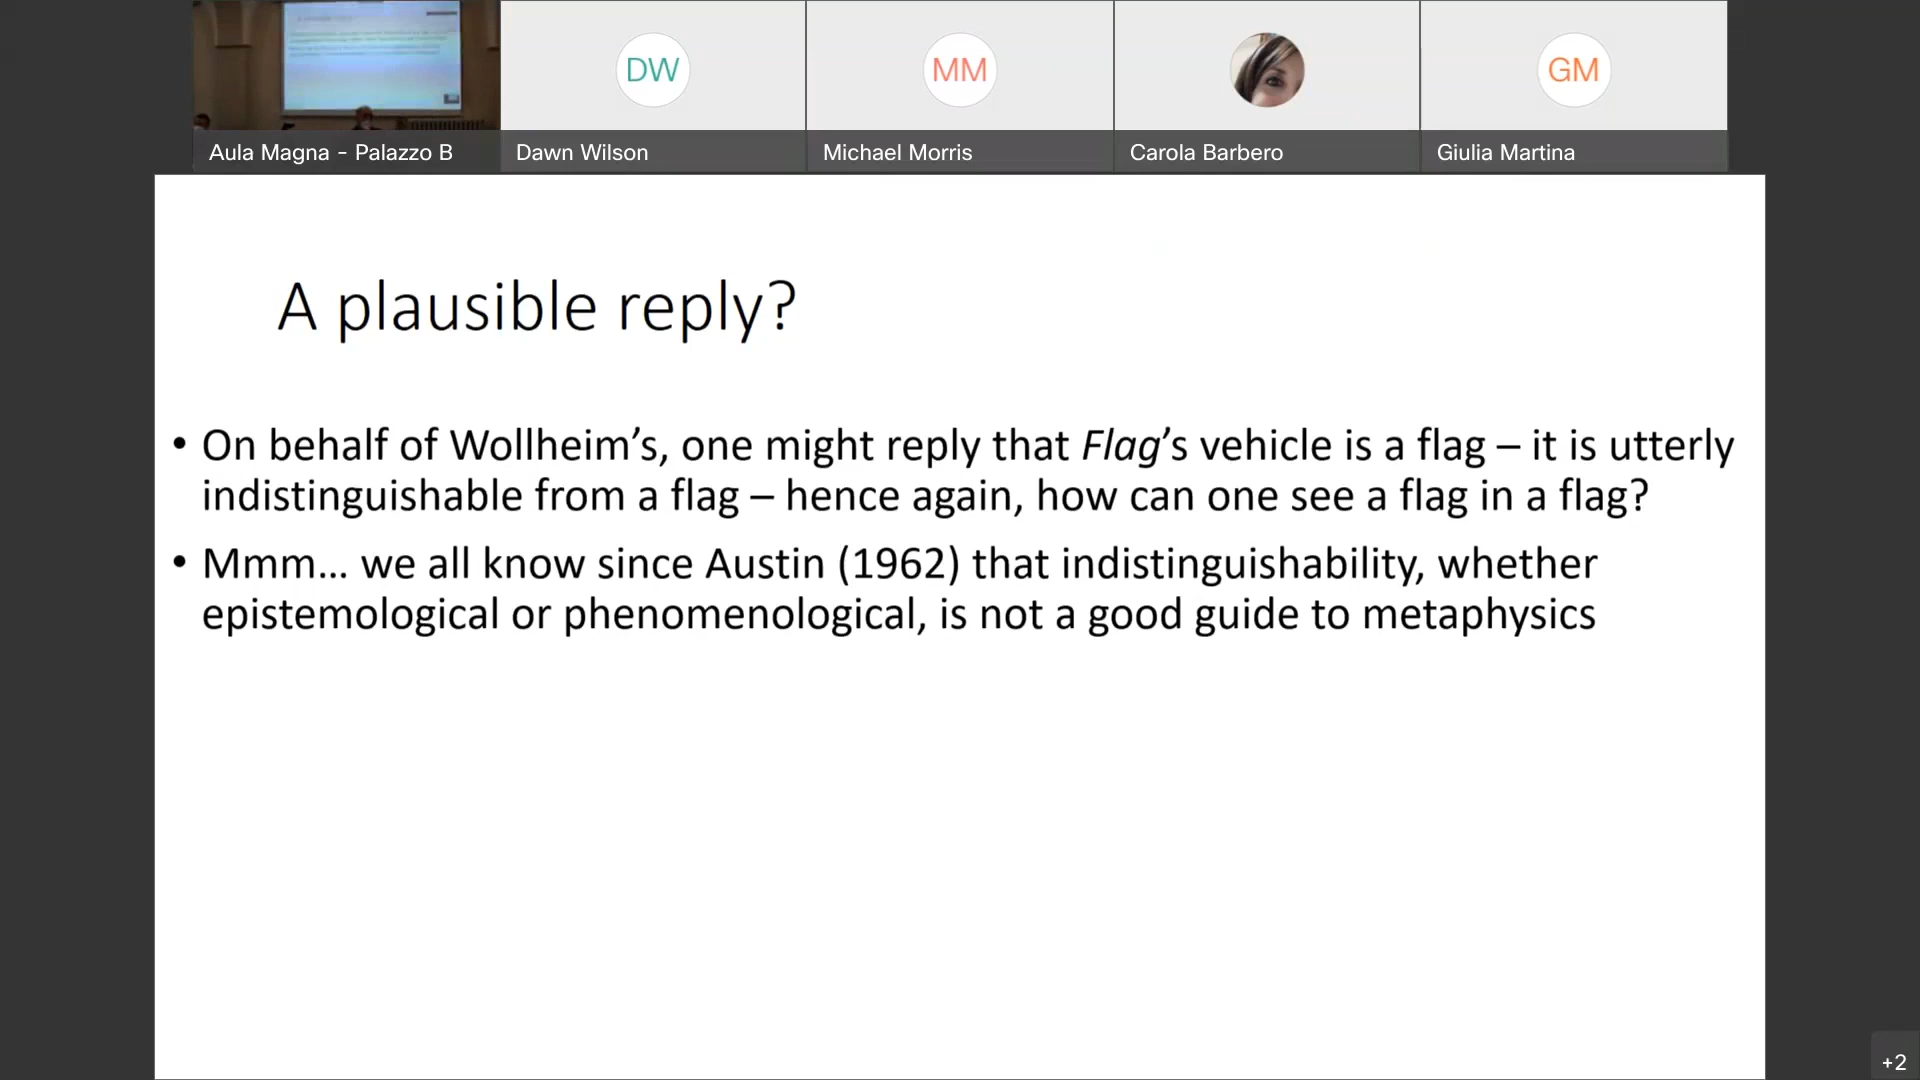 DW
MM
GM
Aula Magna - Palazzo B
Dawn Wilson
Michael Morris
Carola Barbero
Giulia Martina
A plausible reply?
• On behalf of Wollheim’s, one might reply that Flag’s vehicle is a flag – it is utterly
indistinguishable from a flag – hence again, how can one see a flag in a flag?
• Mmm… we all know since Austin (1962) that indistinguishability, whether
epistemological or phenomenological, is not a good guide to metaphysics
+2